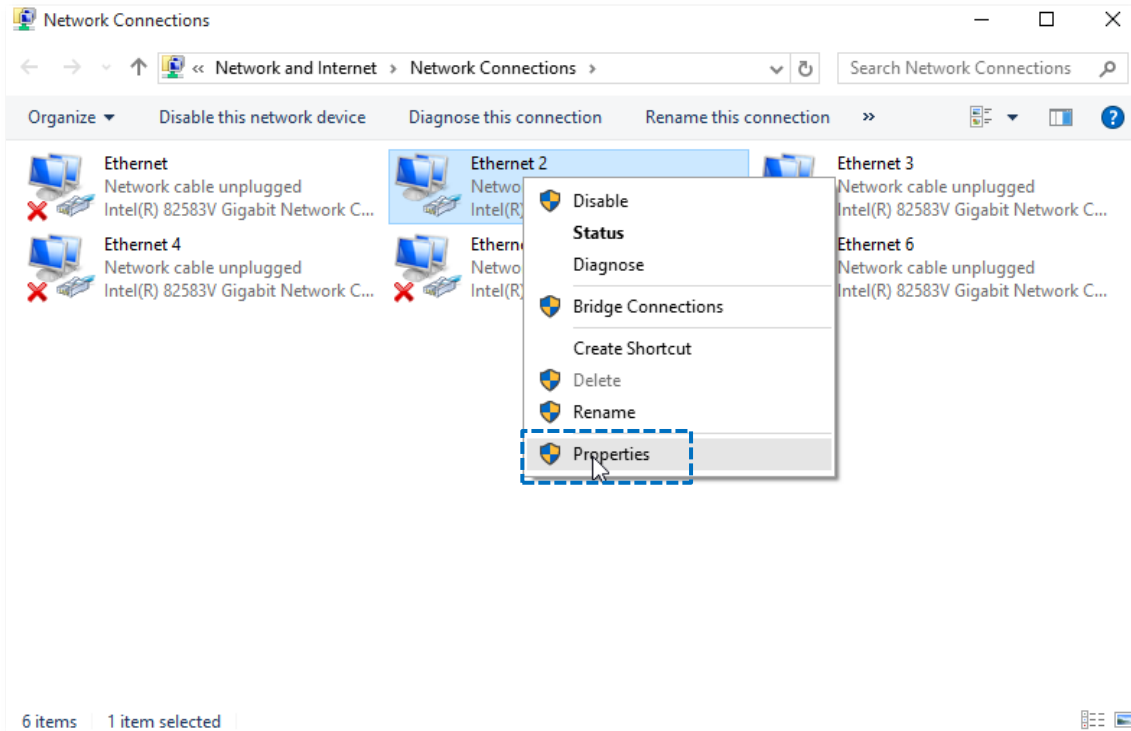 Network Connections
« Network and Internet > Network Connections >
Search Network Connections
Organize
Disable this network device
Diagnose this connection
Rename this connection
»
Ethernet
Network cable unplugged
Intel(R) 82583V Gigabit Network C...
Ethernet 2
Intel(R)
Ethernet 3
Network cable unplugged
Intel(R) 82583V Gigabit Network C...
Ethernet 4
Network cable unplugged
Intel(R) 82583V Gigabit Network C...
Intel(R)
Ethernet 6
Network cable unplugged
Intel(R) 82583V Gigabit Network C...
Disable
Status
Diagnose
Bridge Connections
Create Shortcut
Delete
Rename
Properties
6 items
1 item selected